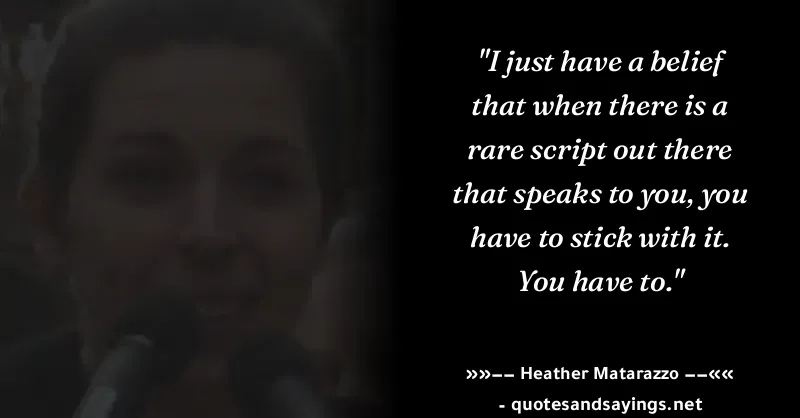 "I just have a belief
that when there is a
rare script out there
that speaks to you, you
have to stick with it.
You have to."
»»–– Heather Matarazzo ––««
- quotesandsayings.net